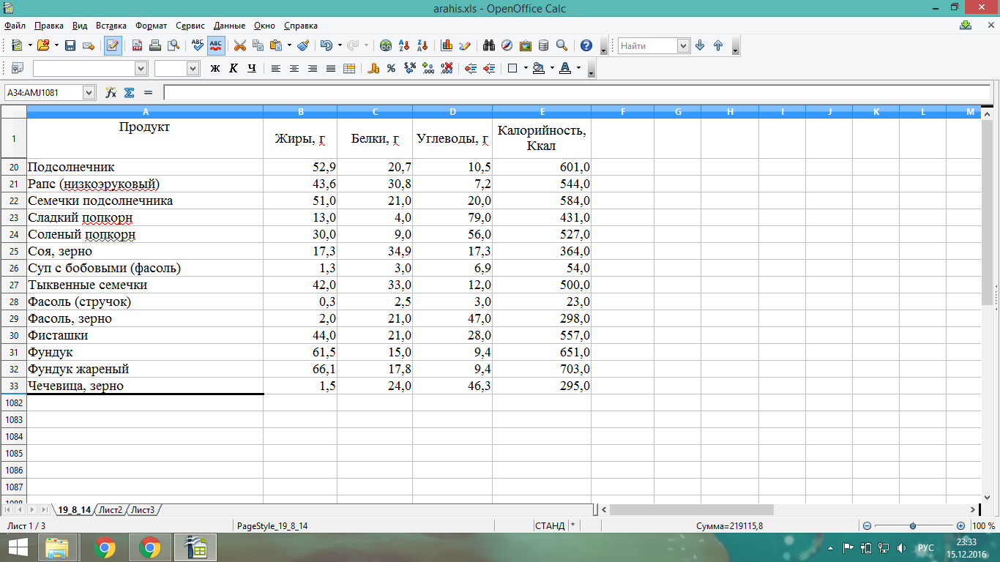 arahis.xls - OpenOffice Calc
Файл Правка Вид Вставка Формат Сервис Данные Окно Справка
Найти
Ж К Ч
A34:AMJ1081
A B C D E F G H I J K L M
1 Продукт Жиры, г Белки, г Углеводы, г Калорийность,
Ккал
20 Подсолнечник 52,9 20,7 10,5 601,0
21 Рапс (низкоэруковый) 43,6 30,8 7,2 544,0
22 Семечки подсолнечника 51,0 21,0 20,0 584,0
23 Сладкий попкорн 13,0 4,0 79,0 431,0
24 Соленый попкорн 30,0 9,0 56,0 527,0
25 Соя, зерно 17,3 34,9 17,3 364,0
26 Суп с бобовыми (фасоль) 1,3 3,0 6,9 54,0
27 Тыквенные семечки 42,0 33,0 12,0 500,0
28 Фасоль (стручок) 0,3 2,5 3,0 23,0
29 Фасоль, зерно 2,0 21,0 47,0 298,0
30 Фисташки 44,0 21,0 28,0 557,0
31 Фундук 61,5 15,0 9,4 651,0
32 Фундук жареный 66,1 17,8 9,4 703,0
33 Чечевица, зерно 1,5 24,0 46,3 295,0
1082
1083
1084
1085
1086
1087
1088
19_8_14 Лист2 Лист3
Лист 1 / 3 PageStyle_19_8_14 СТАНД * Сумма=219115,8 100 %
РУС 23:33
15.12.2016